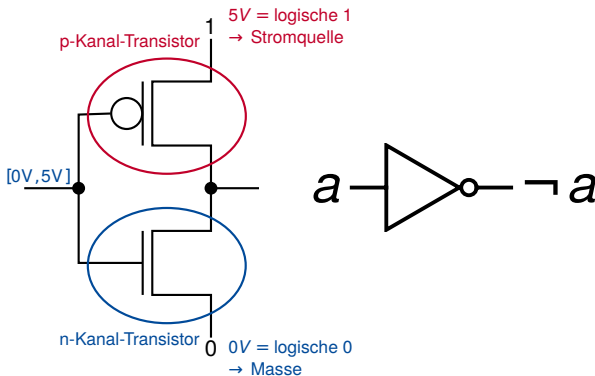 1
5V = logische 1
→ Stromquelle
p-Kanal-Transistor
[0V,5V]
a
¬ a
n-Kanal-Transistor
0
0V = logische 0
→ Masse